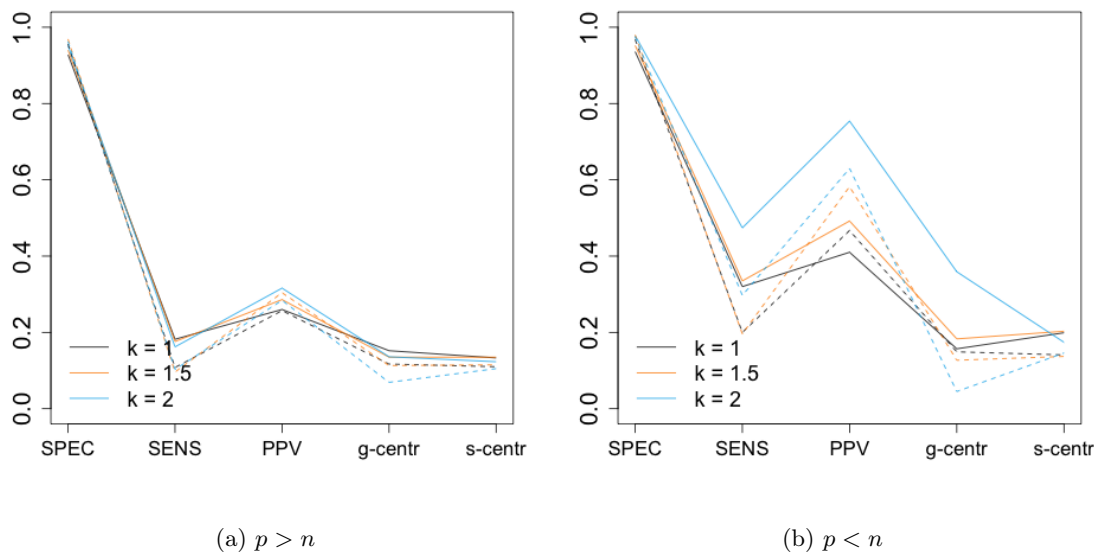 1.0
0.8
0.6
0.4
0.2
0.0
k = 1
k = 1.5
k = 2
SPEC SENS PPV g-centr s-centr
(a) p > n
1.0
0.8
0.6
0.4
0.2
0.0
k = 1
k = 1.5
k = 2
SPEC SENS PPV g-centr s-centr
(b) p < n